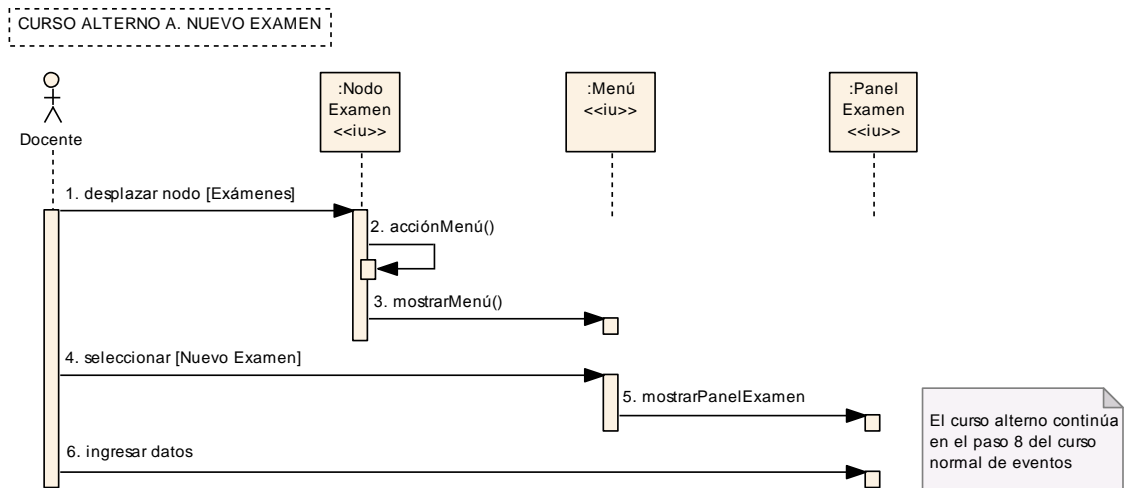 CURSO ALTERNO A. NUEVO EXAMEN
:Nodo
Examen
<<iu>>
:Menú
<<iu>>
:Panel
Examen
<<iu>>
Docente
1. desplazar nodo [Exámenes]
2. acciónMenú()
3. mostrarMenú()
4. seleccionar [Nuevo Examen]
5. mostrarPanelExamen
6. ingresar datos
El curso alterno continúa
en el paso 8 del curso
normal de eventos